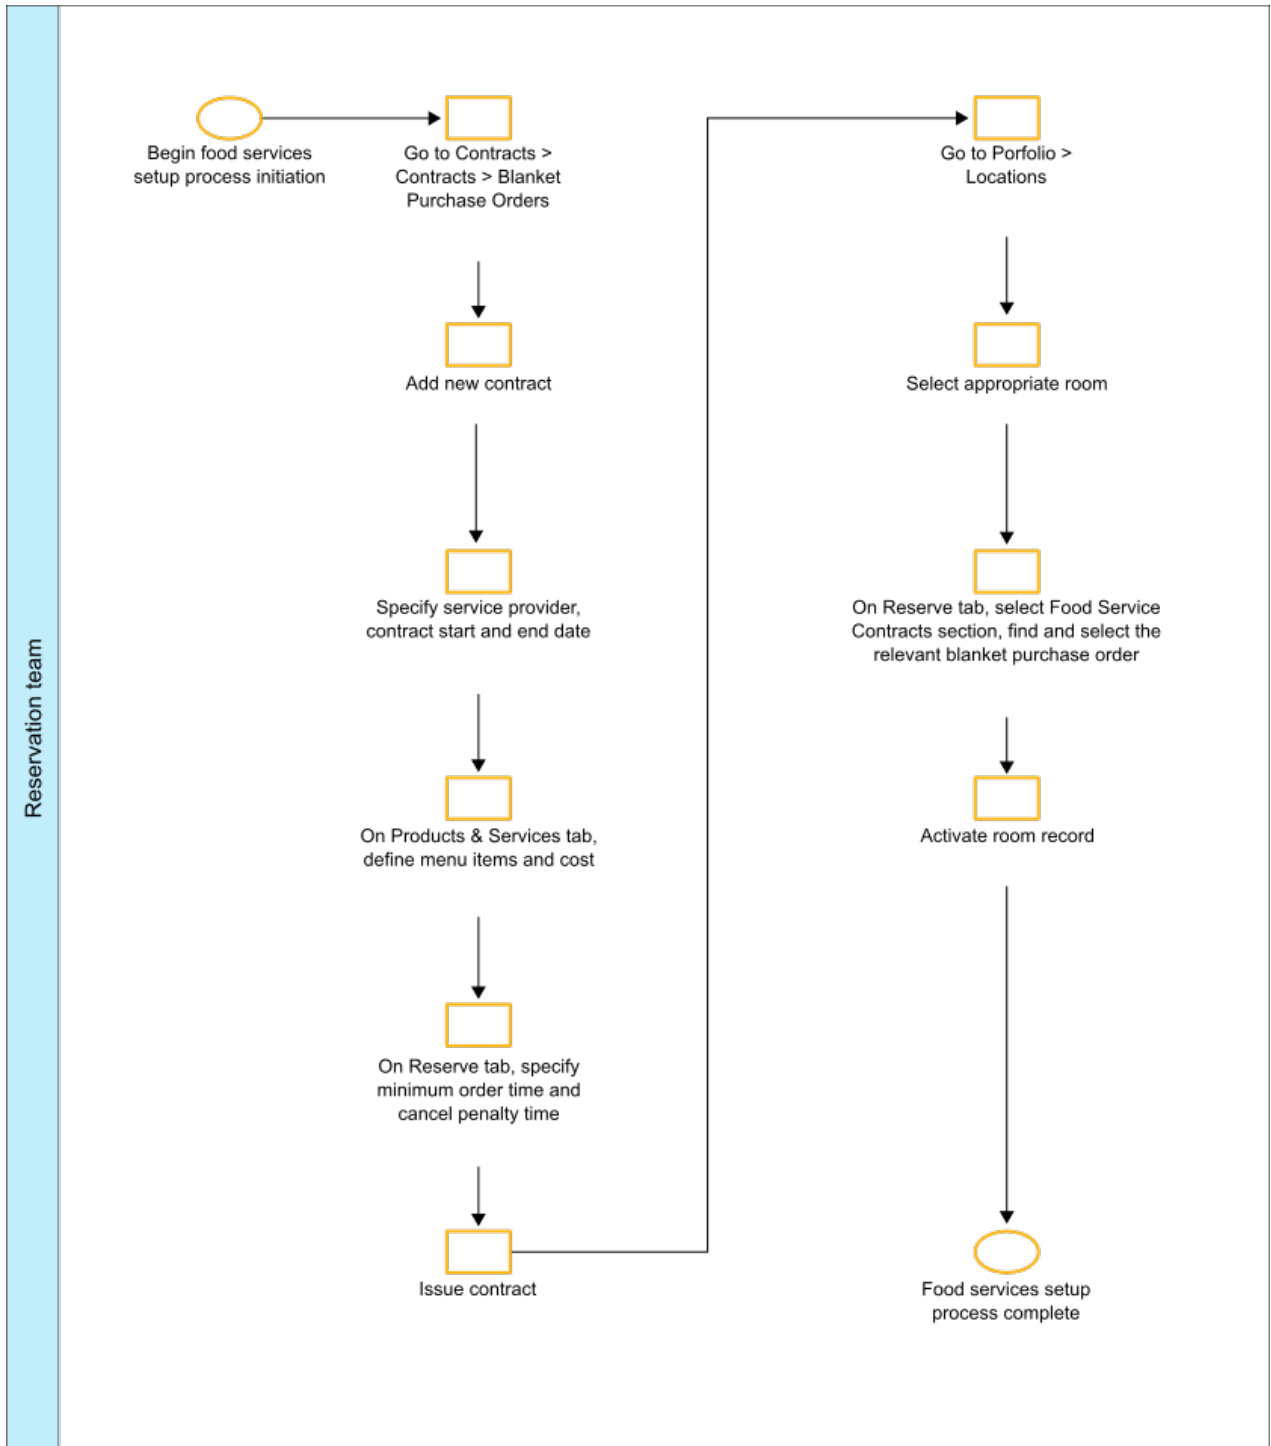 Reservation team
Begin food services
setup process initiation
Go to Contracts >
Contracts > Blanket
Purchase Orders
Add new contract
Specify service provider,
contract start and end date
On Products & Services tab,
define menu items and cost
On Reserve tab, specify
minimum order time and
cancel penalty time
Issue contract
Go to Porfolio >
Locations
Select appropriate room
On Reserve tab, select Food Service
Contracts section, find and select the
relevant blanket purchase order
Activate room record
Food services setup
process complete